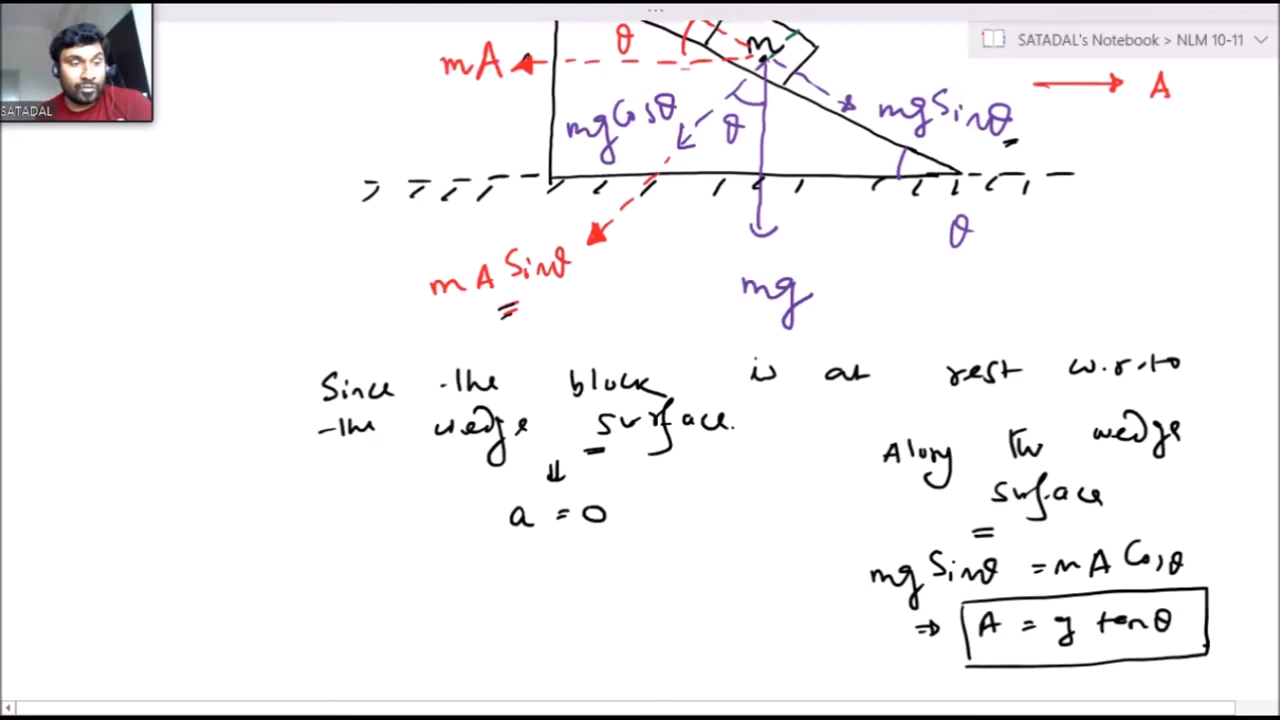 SATADAL's Notebook > NLM 10-11
SATADAL
θ
m
mA
A
mg Cosθ
θ
mg Sinθ
θ
mA Sinθ
mg
Since the block is at rest w.r.to
the wedge surface.
⇓
a = 0
Along the wedge
surface
mg Sinθ = mA Cosθ
⇒ A = g tanθ